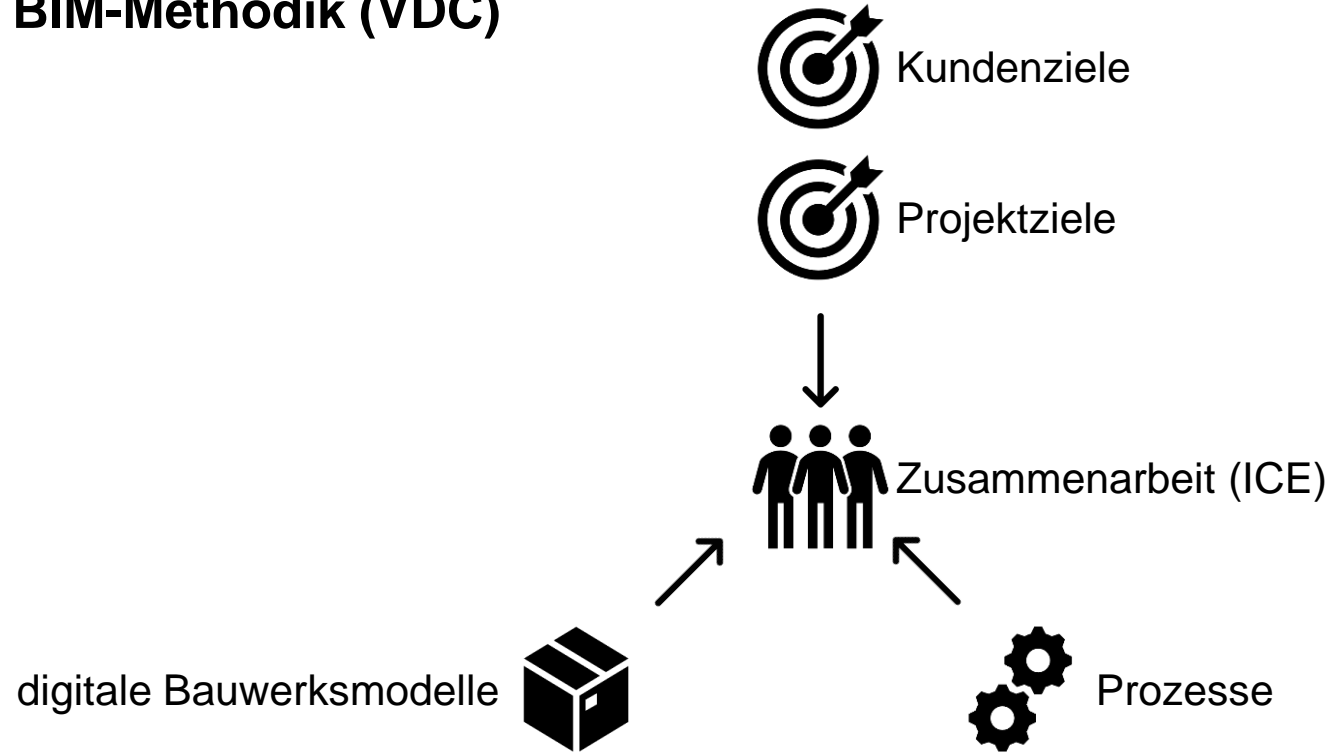 BIM-Methodik (VDC)
Kundenziele
Projektziele
Zusammenarbeit (ICE)
digitale Bauwerksmodelle
Prozesse